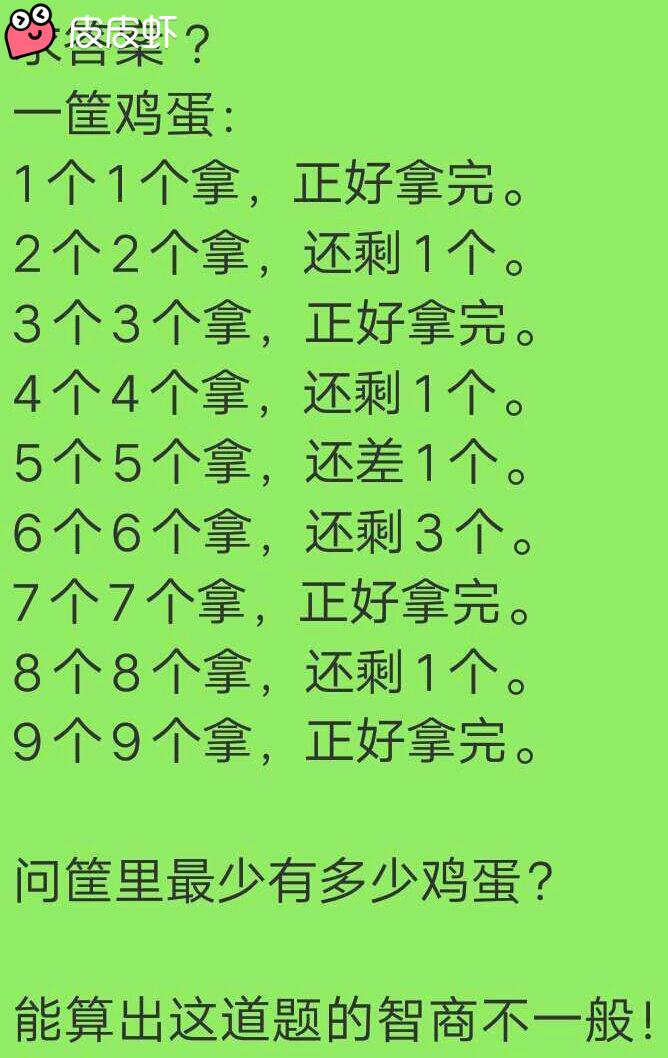 皮皮虾
求答案？
一筐鸡蛋：
1个1个拿，正好拿完。
2个2个拿，还剩1个。
3个3个拿，正好拿完。
4个4个拿，还剩1个。
5个5个拿，还差1个。
6个6个拿，还剩3个。
7个7个拿，正好拿完。
8个8个拿，还剩1个。
9个9个拿，正好拿完。
问筐里最少有多少鸡蛋？
能算出这道题的智商不一般！